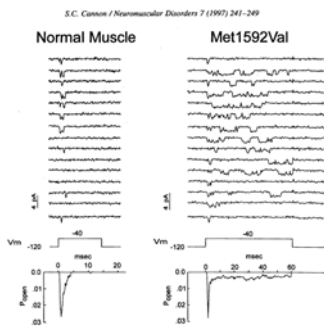 S.C. Cannon / Neuromuscular Disorders 7 (1997) 241–249
Normal Muscle
Met1592Val
4 pA
4 pA
Vm
-40
-120
Vm
-40
-120
msec
0 10 20
0.0
.01
.02
.03
Popen
msec
0 20 40 60
0.0
.01
.02
.03
Popen